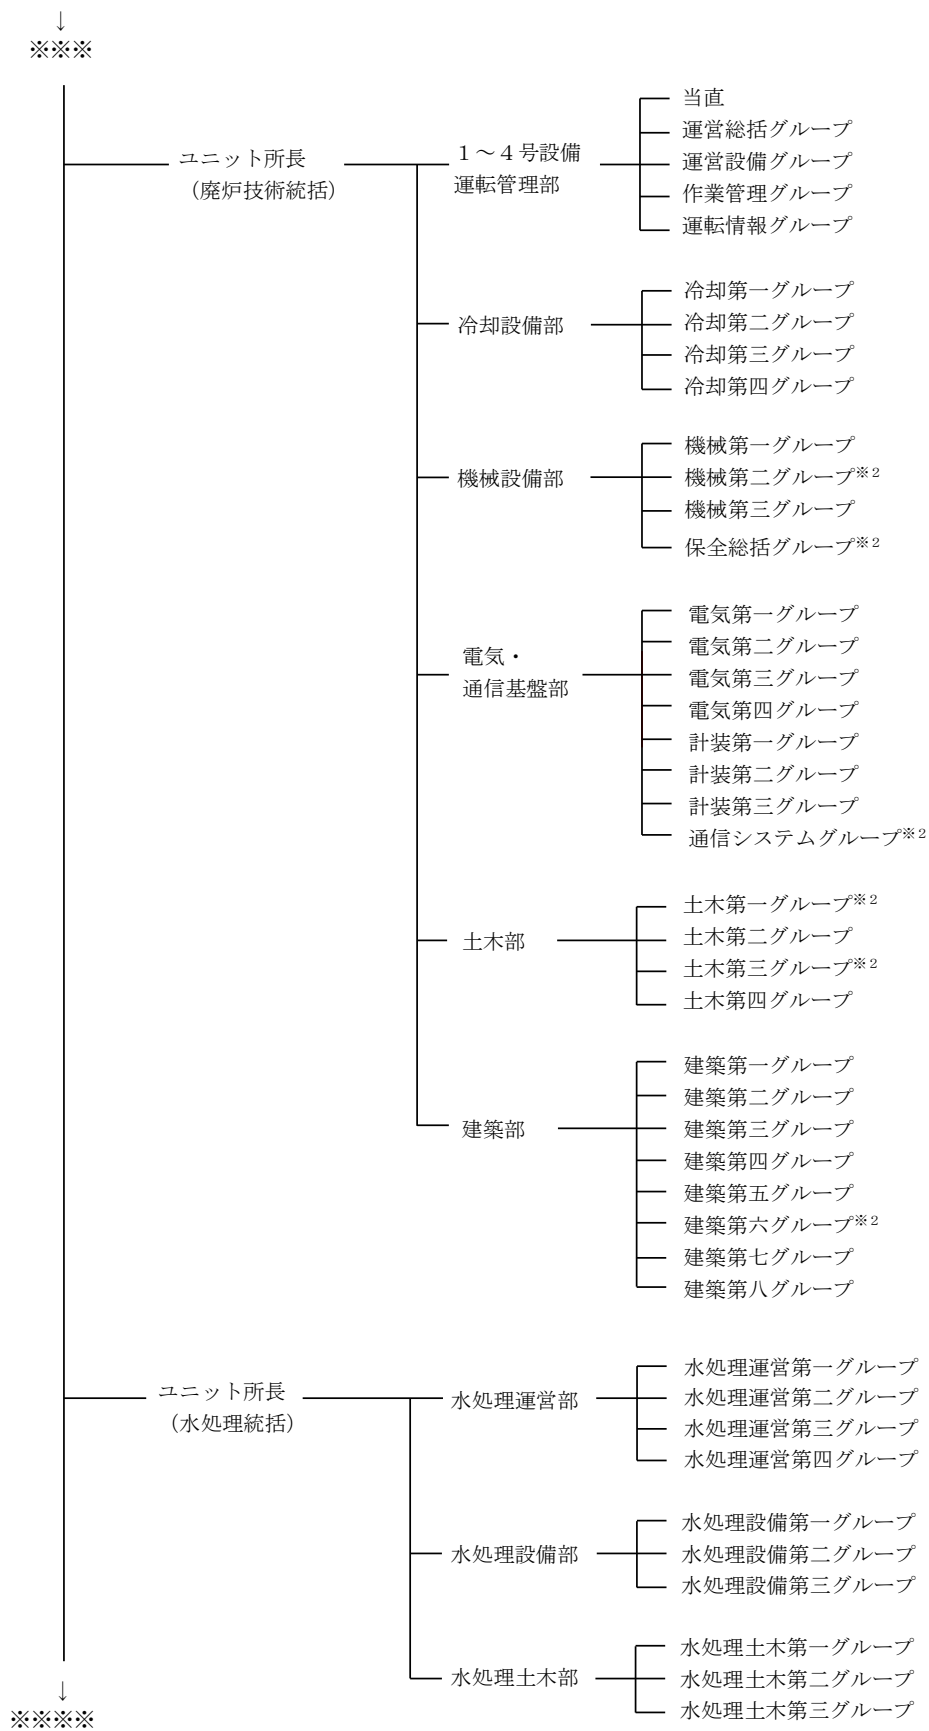 ↓
※※※
ユニット所長
（廃炉技術統括）
１～４号設備
運転管理部
当直
運営総括グループ
運営設備グループ
作業管理グループ
運転情報グループ
冷却設備部
冷却第一グループ
冷却第二グループ
冷却第三グループ
冷却第四グループ
機械設備部
機械第一グループ
機械第二グループ※２
機械第三グループ
保全総括グループ※２
電気・
通信基盤部
電気第一グループ
電気第二グループ
電気第三グループ
電気第四グループ
計装第一グループ
計装第二グループ
計装第三グループ
通信システムグループ※２
土木部
土木第一グループ※２
土木第二グループ
土木第三グループ※２
土木第四グループ
建築部
建築第一グループ
建築第二グループ
建築第三グループ
建築第四グループ
建築第五グループ
建築第六グループ※２
建築第七グループ
建築第八グループ
ユニット所長
（水処理統括）
水処理運営部
水処理運営第一グループ
水処理運営第二グループ
水処理運営第三グループ
水処理運営第四グループ
水処理設備部
水処理設備第一グループ
水処理設備第二グループ
水処理設備第三グループ
水処理土木部
水処理土木第一グループ
水処理土木第二グループ
水処理土木第三グループ
↓
※※※※